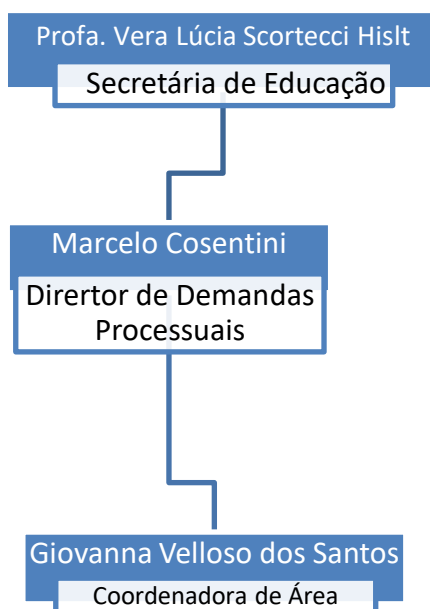 Profa. Vera Lúcia Scortecci Hislt
Secretária de Educação
Marcelo Cosentini
Dirertor de Demandas
Processuais
Giovanna Velloso dos Santos
Coordenadora de Área